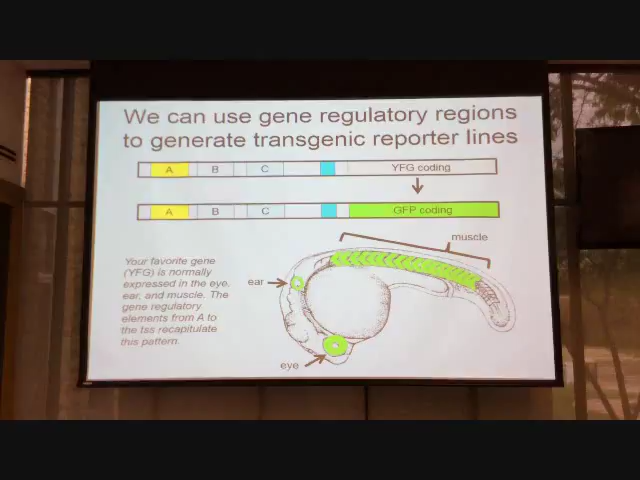 We can use gene regulatory regions
to generate transgenic reporter lines
A B C YFG coding
A B C GFP coding
muscle
Your favorite gene
(YFG) is normally
expressed in the eye,
ear, and muscle. The
gene regulatory
elements from A to
the tss recapitulate
this pattern.
ear
eye